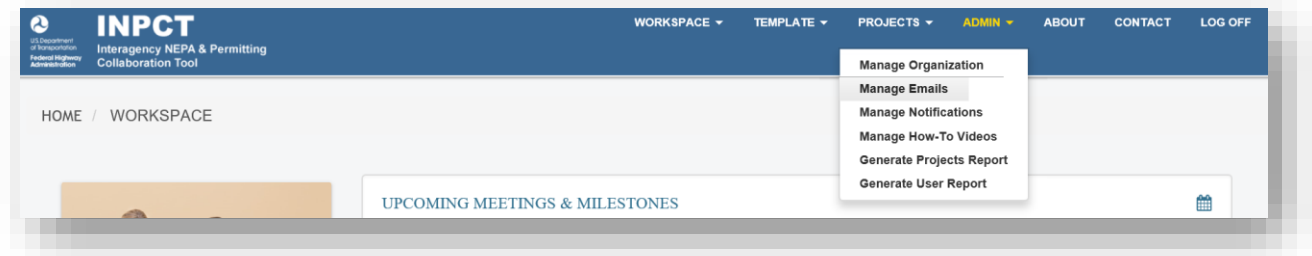 INPCT
U.S. Department
of Transportation
Federal Highway
Administration
Interagency NEPA & Permitting
Collaboration Tool
WORKSPACE TEMPLATE PROJECTS ADMIN ABOUT CONTACT LOG OFF
Manage Organization
Manage Emails
Manage Notifications
Manage How-To Videos
Generate Projects Report
Generate User Report
HOME / WORKSPACE
UPCOMING MEETINGS & MILESTONES